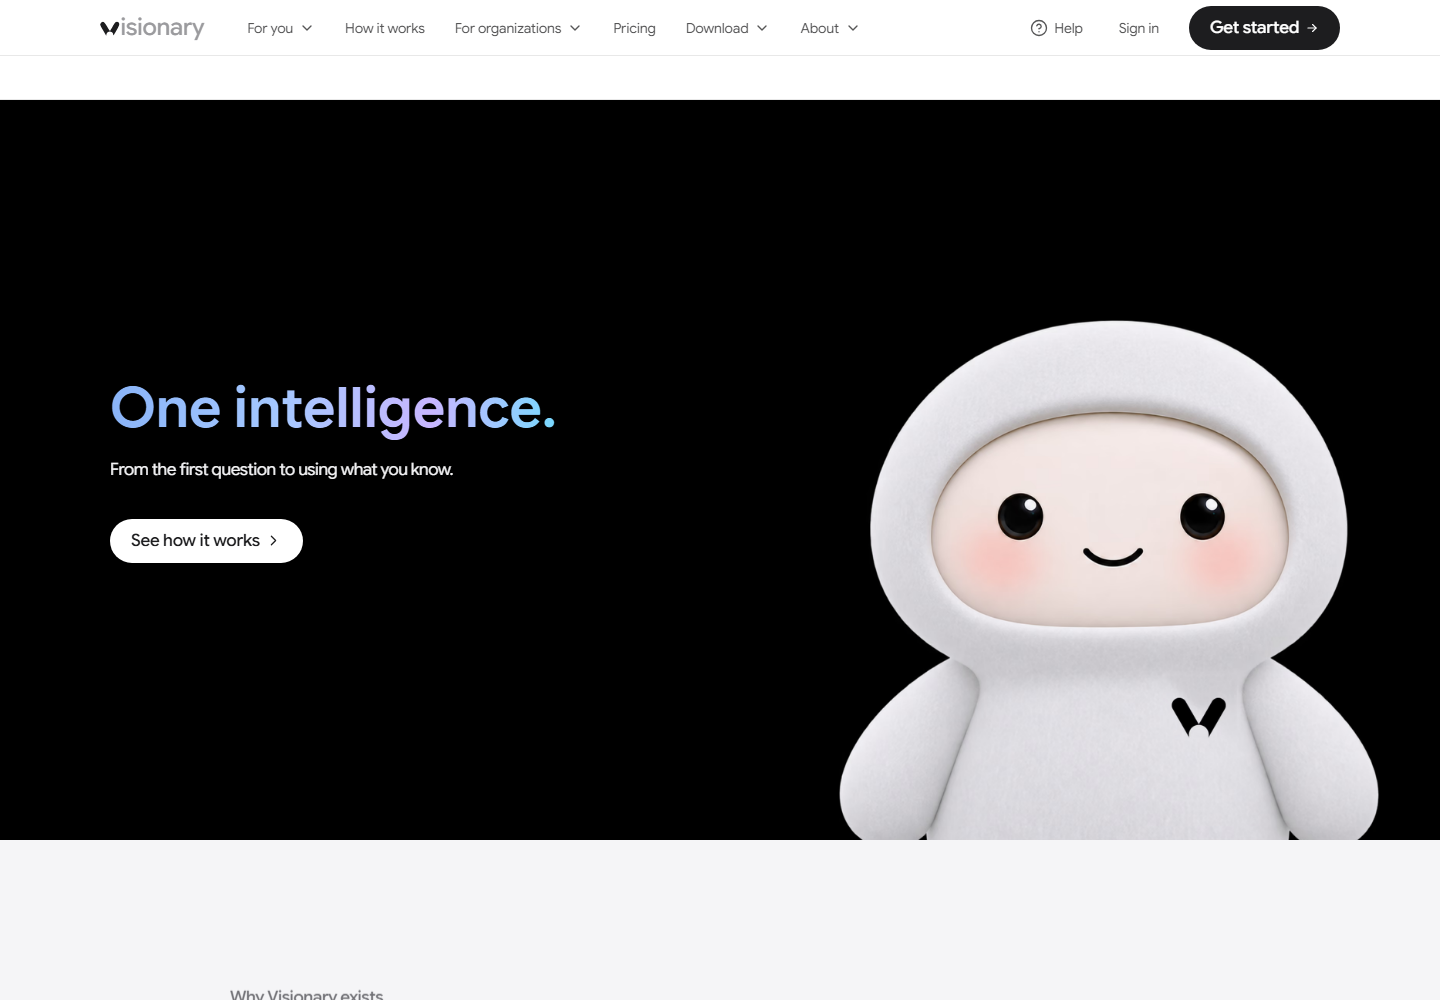 visionary
For you
How it works
For organizations
Pricing
Download
About
Help
Sign in
Get started
One intelligence.
From the first question to using what you know.
See how it works
Why Visionary exists